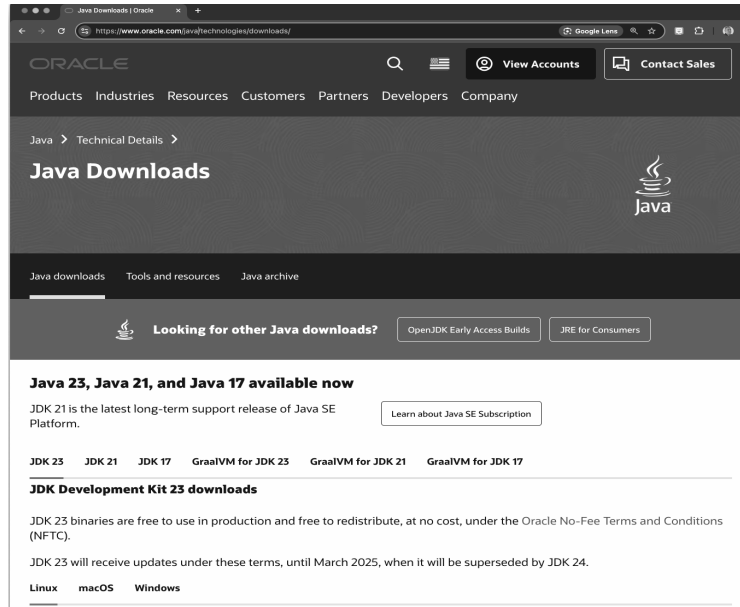 Java Downloads | Oracle
https://www.oracle.com/java/technologies/downloads/
Google Lens
ORACLE
View Accounts
Contact Sales
Products Industries Resources Customers Partners Developers Company
Java > Technical Details >
Java Downloads
Java
Java downloads Tools and resources Java archive
Looking for other Java downloads? OpenJDK Early Access Builds JRE for Consumers
Java 23, Java 21, and Java 17 available now
JDK 21 is the latest long-term support release of Java SE
Platform.
Learn about Java SE Subscription
JDK 23 JDK 21 JDK 17 GraalVM for JDK 23 GraalVM for JDK 21 GraalVM for JDK 17
JDK Development Kit 23 downloads
JDK 23 binaries are free to use in production and free to redistribute, at no cost, under the Oracle No-Fee Terms and Conditions
(NFTC).
JDK 23 will receive updates under these terms, until March 2025, when it will be superseded by JDK 24.
Linux macOS Windows